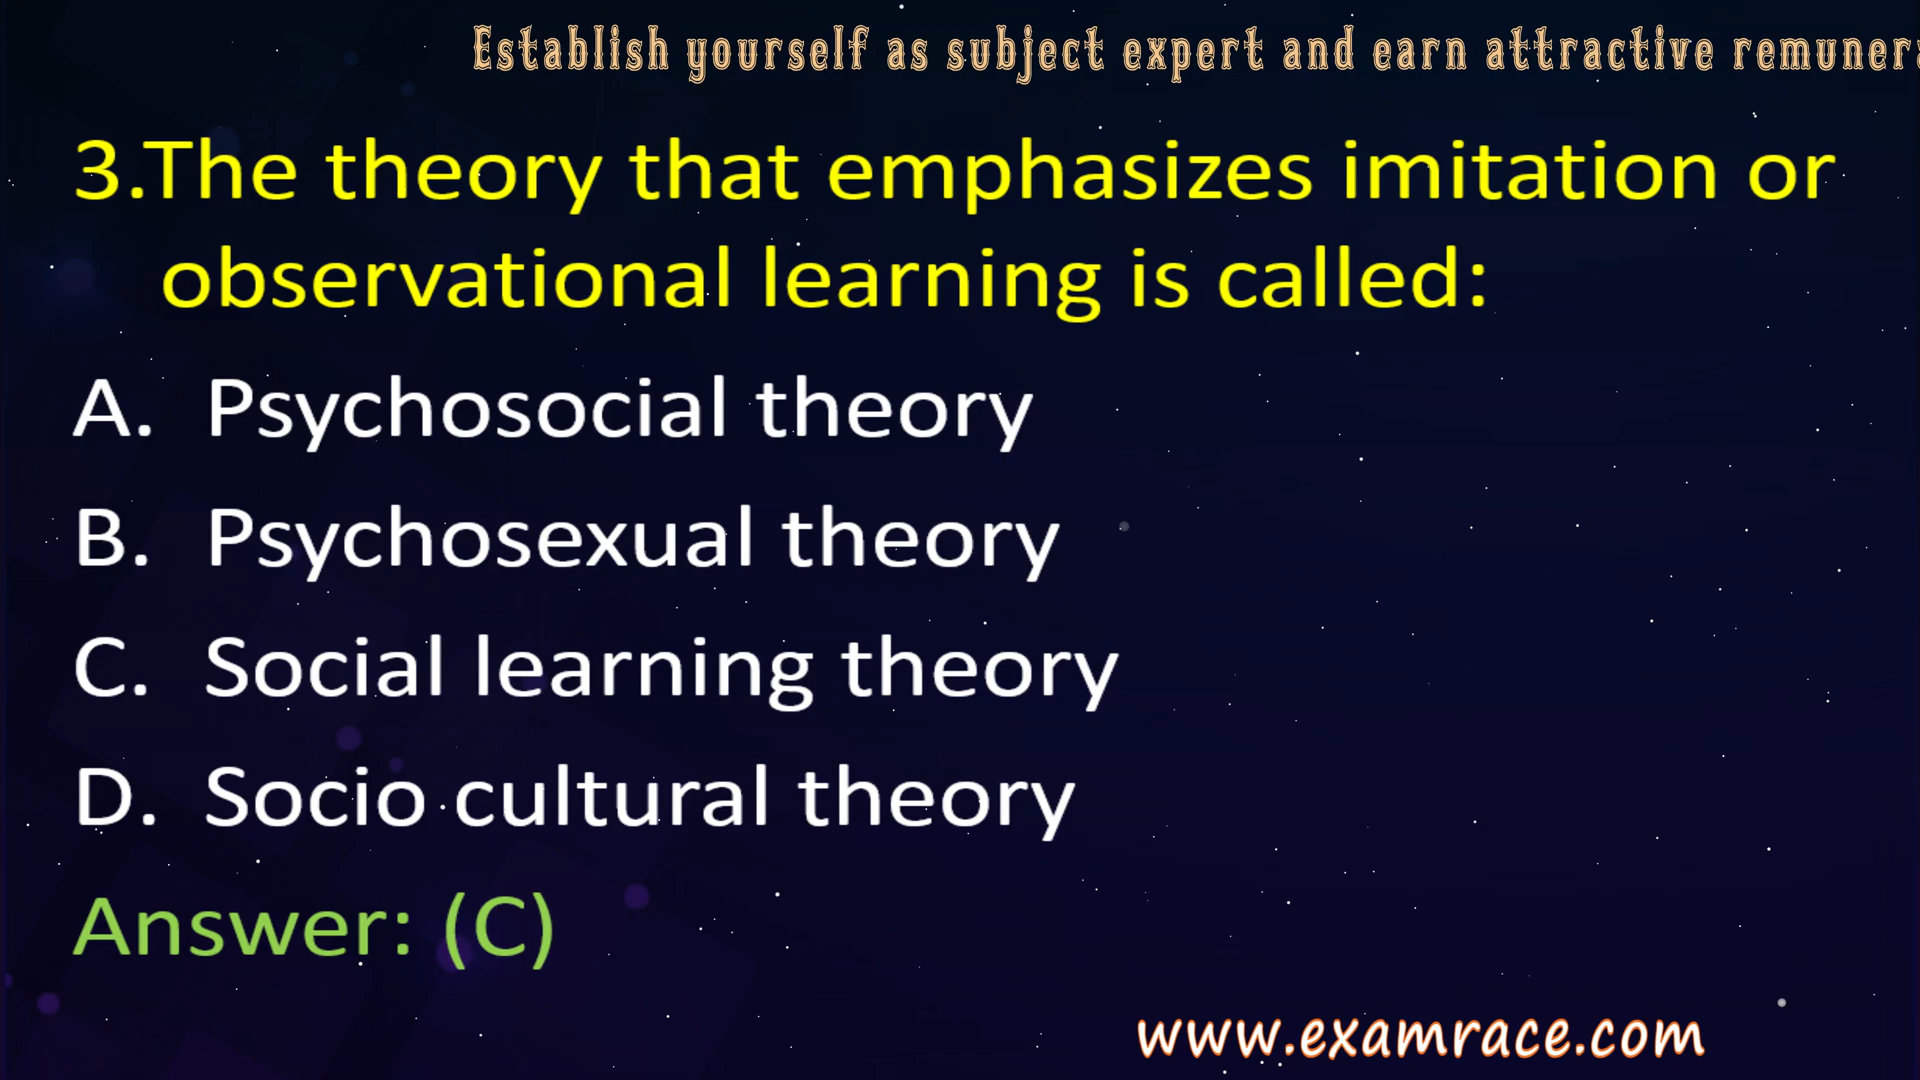 Establish yourself as subject expert and earn attractive
3.The theory that emphasizes imitation or
observational learning is called:
A. Psychosocial theory
B. Psychosexual theory
C. Social learning theory
D. Socio cultural theory
Answer: (C)
www.examrace.com